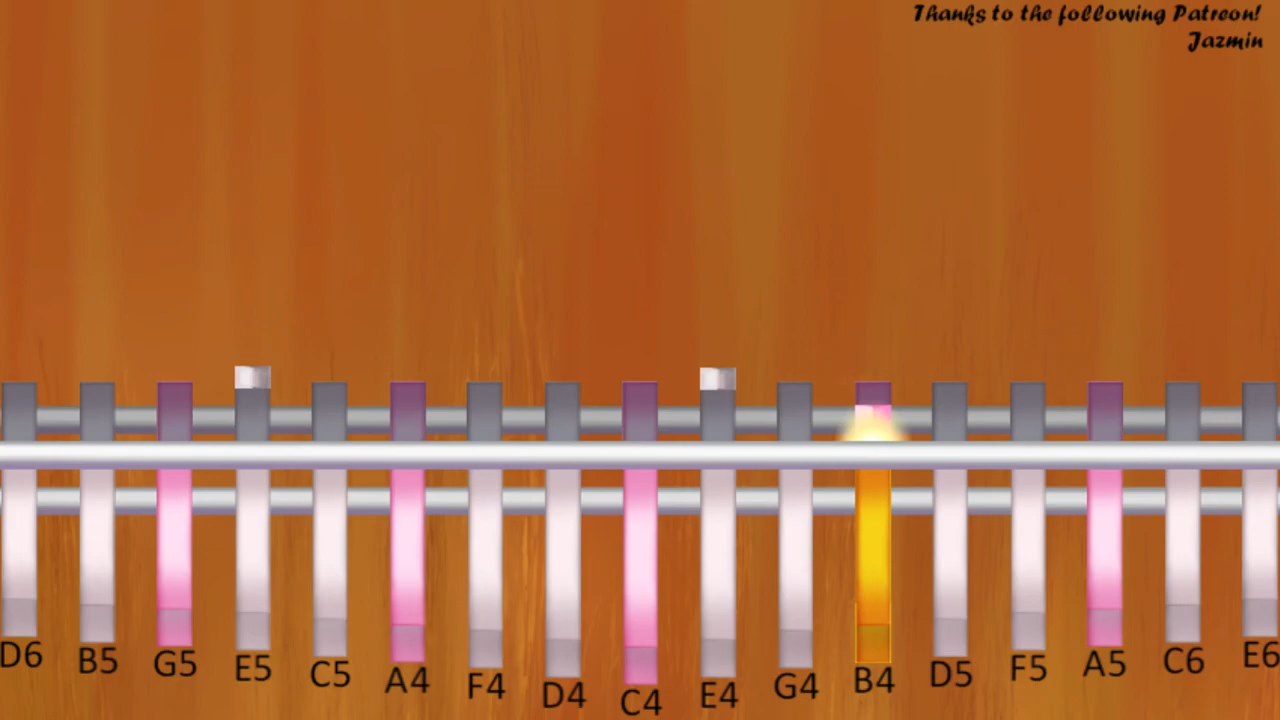 Thanks to the following Patreon!
Jazmin
D6 B5 G5 E5 C5 A4 F4 D4 C4 E4 G4 B4 D5 F5 A5 C6 E6